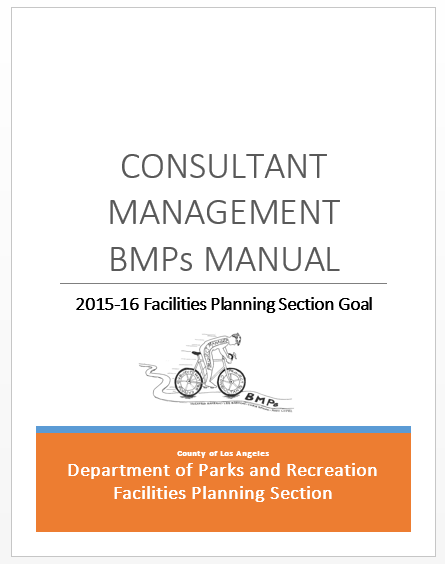 CONSULTANT
MANAGEMENT
BMPs MANUAL
2015-16 Facilities Planning Section Goal
BMPs
County of Los Angeles
Department of Parks and Recreation
Facilities Planning Section